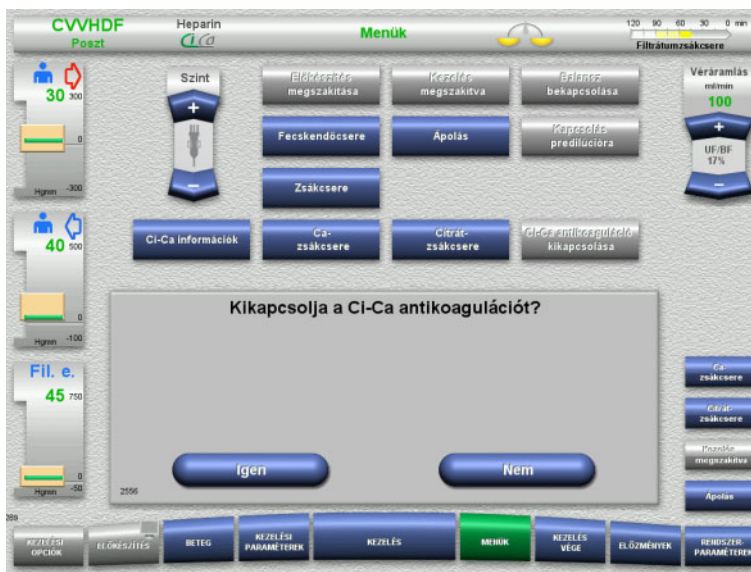 CVVHDF
Poszt
Heparin
CiCa
Menük
120 90 60 30 0 min
Filtrátumzsákcsere
30 300
0
Hgmm -300
Szint
+
−
Előkészítés
megszakítása
Kezelés
megszakítva
Balansz
bekapcsolása
Fecskendőcsere
Ápolás
Kapcsolás
predilúcióra
Zsákcsere
Véráramlás
ml/min
100
+
UF/BF
17%
−
40 500
0
Hgmm -100
Ci-Ca információk
Ca-
zsákcsere
Citrát-
zsákcsere
Ci-Ca antikoaguláció
kikapcsolása
Kikapcsolja a Ci-Ca antikoagulációt?
Igen
Nem
2556
Fil. e.
45 750
0
Hgmm -50
Ca-
zsákcsere
Citrát-
zsákcsere
Kezelés
megszakítva
Ápolás
KEZELÉSI
OPCIÓK
ELŐKÉSZÍTÉS
BETEG
KEZELÉSI
PARAMÉTEREK
KEZELÉS
MENÜK
KEZELÉS
VÉGE
ELŐZMÉNYEK
RENDSZER-
PARAMÉTEREK